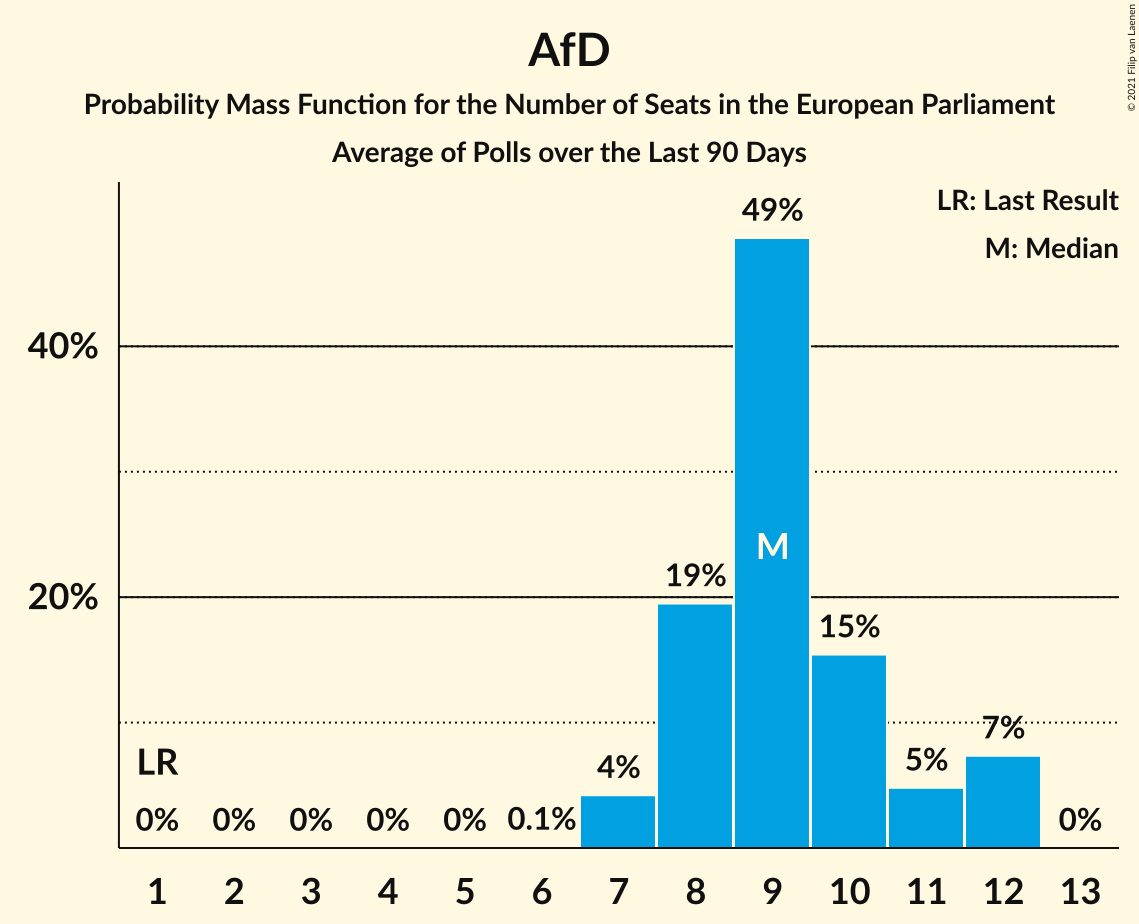 AfD
Probability Mass Function for the Number of Seats in the European Parliament
Average of Polls over the Last 90 Days
© 2021 Filip van Laenen
LR: Last Result
M: Median
49%
40%
M
19%
20%
15%
7%
LR
4%
5%
0% 0% 0% 0% 0% 0.1% 0%
1 2 3 4 5 6 7 8 9 10 11 12 13